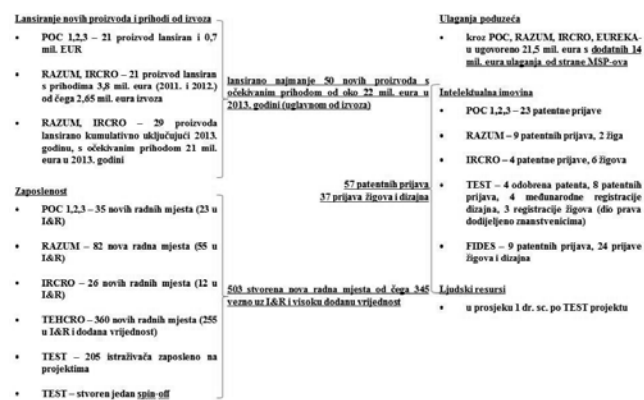 Lansiranje novih proizvoda i prihodi od izvoza
• POC 1,2,3 – 21 proizvod lansiran i 0,7
mil. EUR
• RAZUM, IRCRO – 21 proizvod lansiran
s prihodima 3,8 mil. eura (2011. i 2012.)
od čega 2,65 mil. eura izvoza
• RAZUM, IRCRO – 29 proizvoda
lansirano kumulativno uključujući 2013.
godinu, s očekivanim prihodom 21 mil.
eura u 2013. godini
Zaposlenost
• POC 1,2,3 – 35 novih radnih mjesta (23 u
I&R)
• RAZUM – 82 nova radna mjesta (55 u
I&R)
• IRCRO – 26 novih radnih mjesta (12 u
I&R)
• TEHCRO – 360 novih radnih mjesta (255
u I&R i dodana vrijednost)
• TEST – 205 istraživača zaposleno na
projektima
• TEST – stvoren jedan spin-off
lansirano najmanje 50 novih proizvoda s
očekivanim prihodom od oko 22 mil. eura u
2013. godini (uglavnom od izvoza)
57 patentnih prijava
37 prijava žigova i dizajna
503 stvorena nova radna mjesta od čega 345
vezno uz I&R i visoku dodanu vrijednost
Ulaganja poduzeća
• kroz POC, RAZUM, IRCRO, EUREKA-
u ugovoreno 21,5 mil. eura s dodatnih 14
mil. eura ulaganja od strane MSP-ova
Intelektualna imovina
• POC 1,2,3 – 23 patentne prijave
• RAZUM – 9 patentnih prijava, 2 žiga
• IRCRO – 4 patentne prijave, 6 žigova
• TEST – 4 odobrena patenta, 8 patentnih
prijava, 4 međunarodne registracije
dizajna, 3 registracije žigova (dio prava
dodijeljeno znanstvenicima)
• FIDES – 9 patentnih prijava, 24 prijave
žigova i dizajna
Ljudski resursi
• u prosjeku 1 dr. sc. po TEST projektu